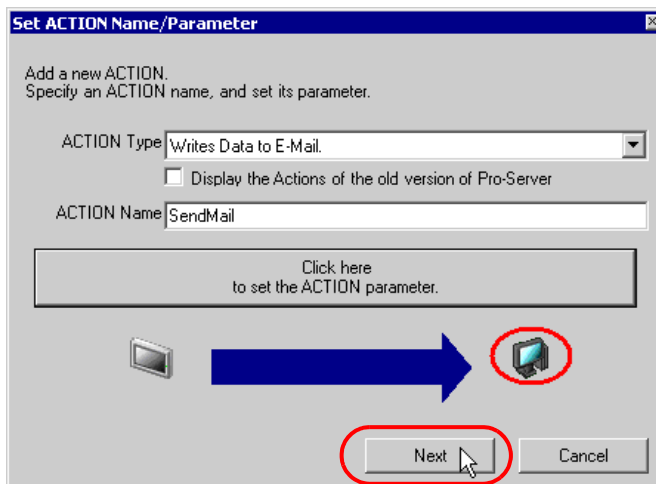 Set ACTION Name/Parameter
Add a new ACTION.
Specify an ACTION name, and set its parameter.
ACTION Type Writes Data to E-Mail.
Display the Actions of the old version of Pro-Server
ACTION Name SendMail
Click here
to set the ACTION parameter.
Next Cancel